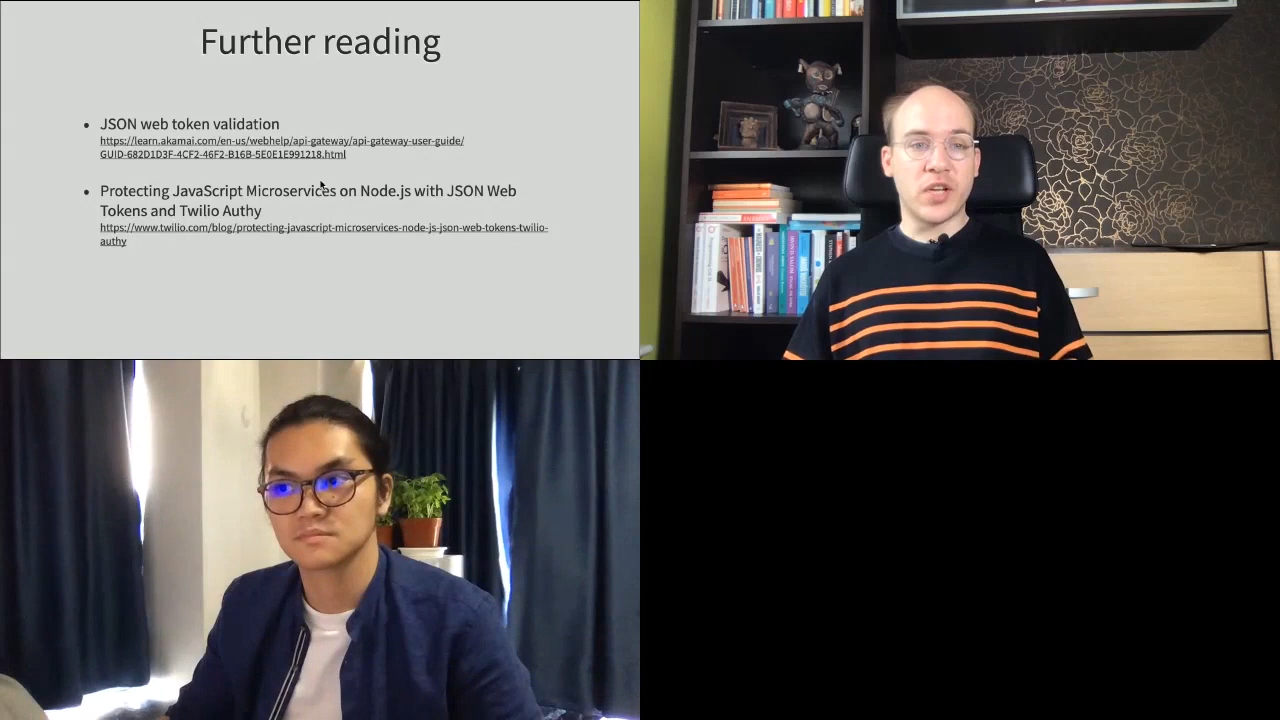 Further reading
• JSON web token validation
https://learn.akamai.com/en-us/webhelp/api-gateway/api-gateway-user-guide/
GUID-682D1D3F-4CF2-46F2-B16B-5E0E1E991218.html
• Protecting JavaScript Microservices on Node.js with JSON Web
Tokens and Twilio Authy
https://www.twilio.com/blog/protecting-javascript-microservices-node-js-json-web-tokens-twilio-
authy